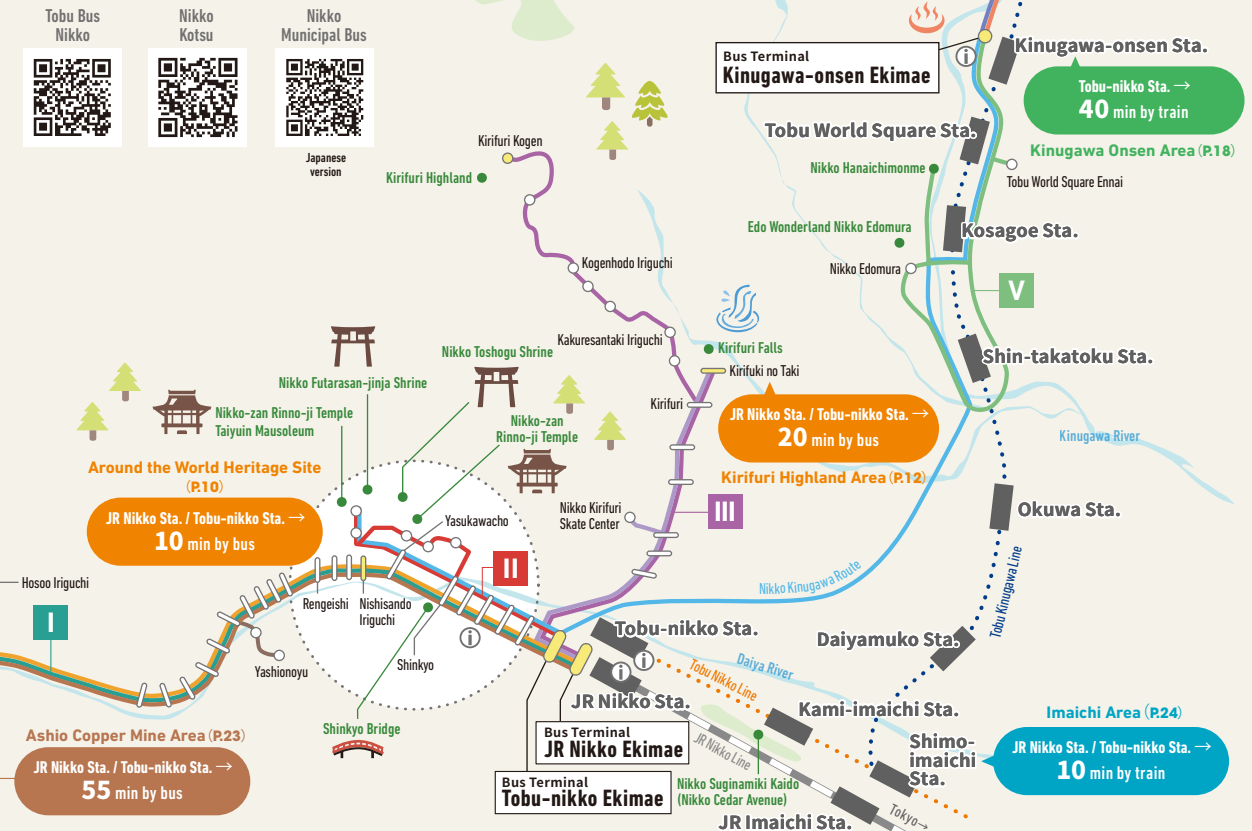 Tobu Bus
Nikko
Nikko
Kotsu
Nikko
Municipal Bus
Japanese
version
Bus Terminal
Kinugawa-onsen Ekimae
Kinugawa-onsen Sta.
Tobu-nikko Sta. →
40 min by train
Kinugawa Onsen Area (P.18)
Tobu World Square Sta.
Tobu World Square Ennai
Nikko Hanaichimonme
Kosagoe Sta.
Edo Wonderland Nikko Edomura
Nikko Edomura
V
Shin-takatoku Sta.
Kinugawa River
Kirifuri Kogen
Kirifuri Highland
Kogenhodo Iriguchi
Kakuresantaki Iriguchi
Kirifuri Falls
Kirifuki no Taki
Kirifuri
JR Nikko Sta. / Tobu-nikko Sta. →
20 min by bus
Kirifuri Highland Area (P.12)
Nikko Toshogu Shrine
Nikko Futarasan-jinja Shrine
Nikko-zan Rinno-ji Temple
Taiyuin Mausoleum
Nikko-zan
Rinno-ji Temple
Around the World Heritage Site
(P.10)
JR Nikko Sta. / Tobu-nikko Sta. →
10 min by bus
Yasukawacho
Nikko Kirifuri
Skate Center
III
II
Okuwa Sta.
Tobu Kinugawa Line
Nikko Kinugawa Route
Hosoo Iriguchi
I
Rengeishi
Nishisando
Iriguchi
Shinkyo
Yashionoyu
Tobu-nikko Sta.
Daiyamuko Sta.
Daiya River
Tobu Nikko Line
JR Nikko Sta.
Kami-imaichi Sta.
Imaichi Area (P.24)
JR Nikko Sta. / Tobu-nikko Sta. →
10 min by train
Shimo-
imaichi
Sta.
Shinkyo Bridge
Bus Terminal
JR Nikko Ekimae
JR Nikko Line
Ashio Copper Mine Area (P.23)
JR Nikko Sta. / Tobu-nikko Sta. →
55 min by bus
Bus Terminal
Tobu-nikko Ekimae
Nikko Suginamiki Kaido
(Nikko Cedar Avenue)
JR Imaichi Sta.
Tokyo→